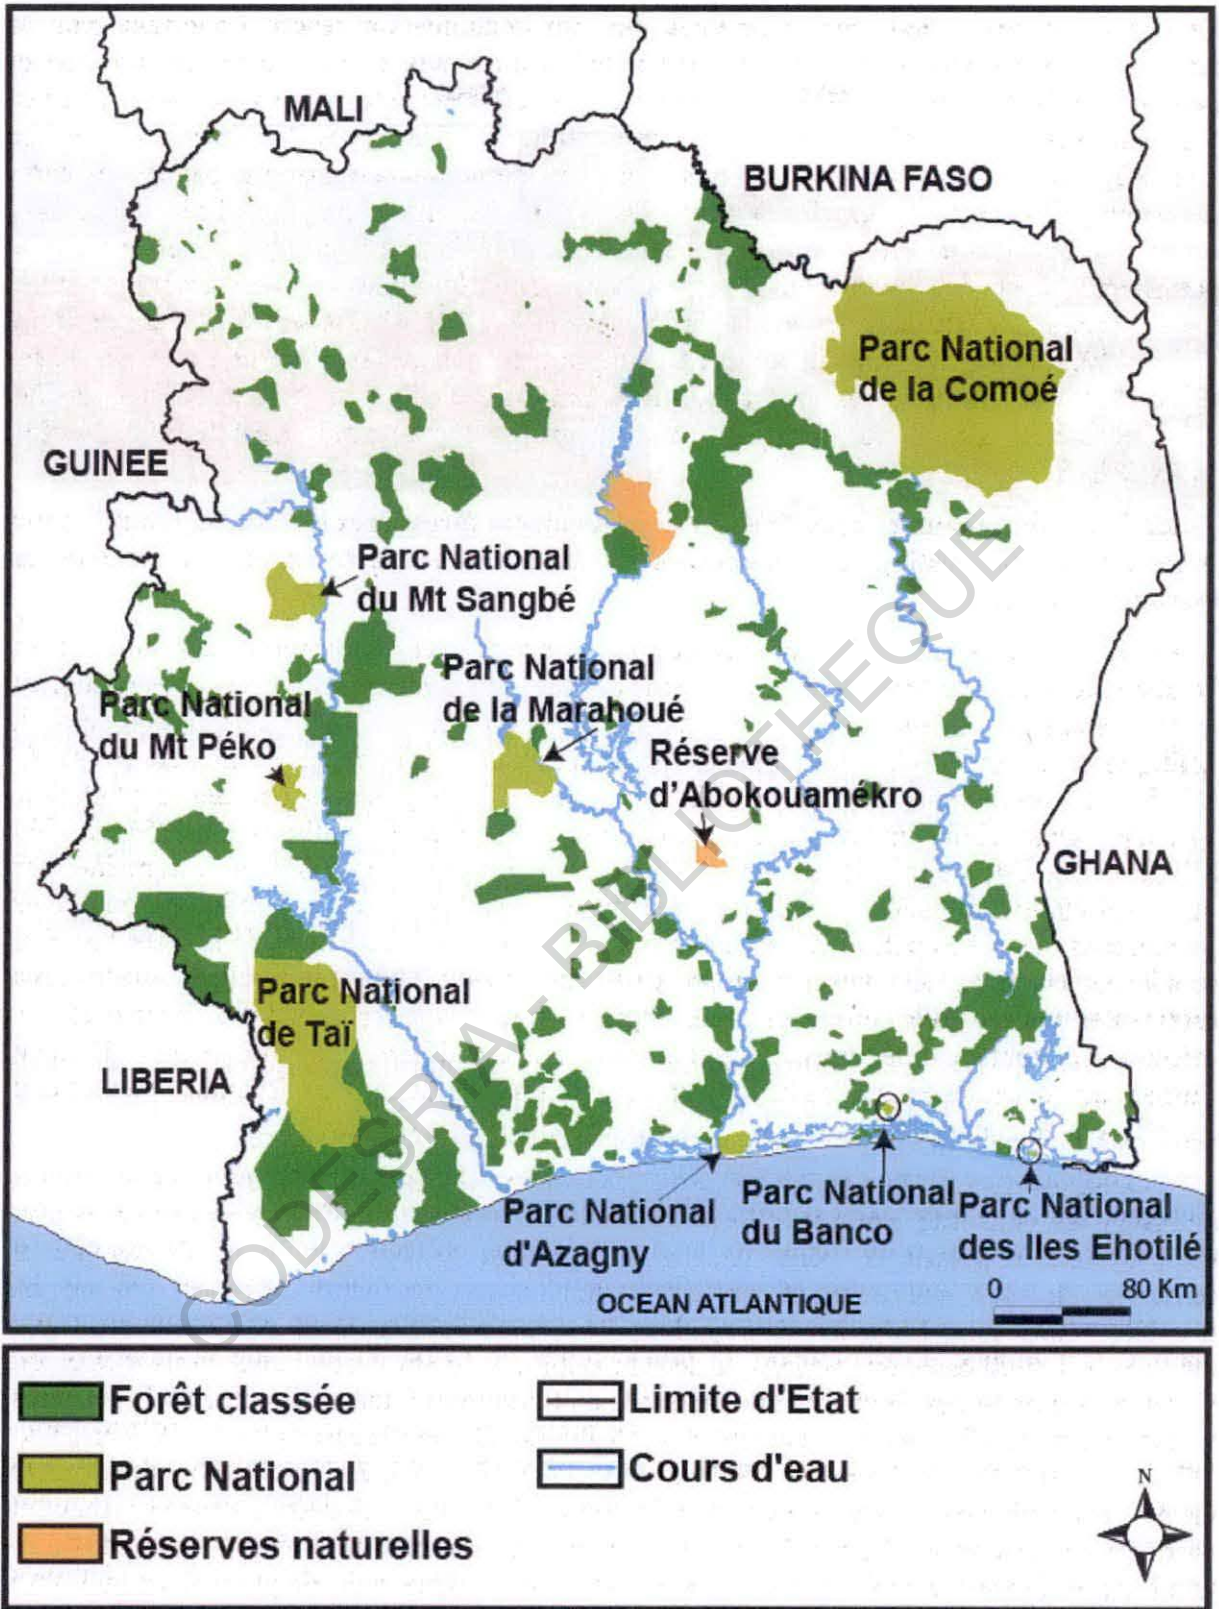 MALI
BURKINA FASO
Parc National
de la Comoé
GUINEE
Parc National
du Mt Sangbé
Parc National
de la Marahoué
Parc National
du Mt Péko
Réserve
d'Abokouamékro
GHANA
Parc National
de Taï
LIBERIA
Parc National
d'Azagny
Parc National
du Banco
Parc National
des Iles Ehotilé
OCEAN ATLANTIQUE
0 80 Km
CODESRIA - BIBLIOTHEQUE
Forêt classée
Limite d'Etat
Parc National
Cours d'eau
Réserves naturelles
N